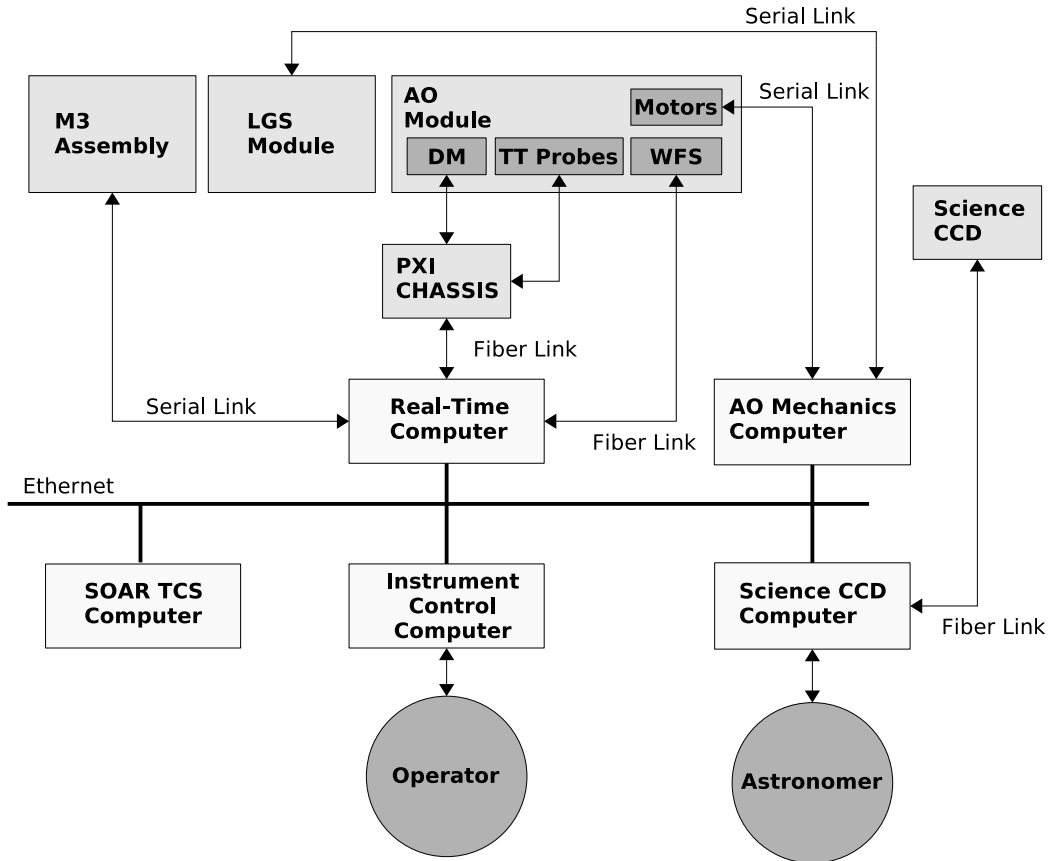 Serial Link
M3
Assembly
LGS
Module
AO
Module
Motors
Serial Link
DM
TT Probes
WFS
Science
CCD
PXI
CHASSIS
Fiber Link
Serial Link
Real-Time
Computer
Fiber Link
AO Mechanics
Computer
Ethernet
SOAR TCS
Computer
Instrument
Control
Computer
Science CCD
Computer
Fiber Link
Operator
Astronomer